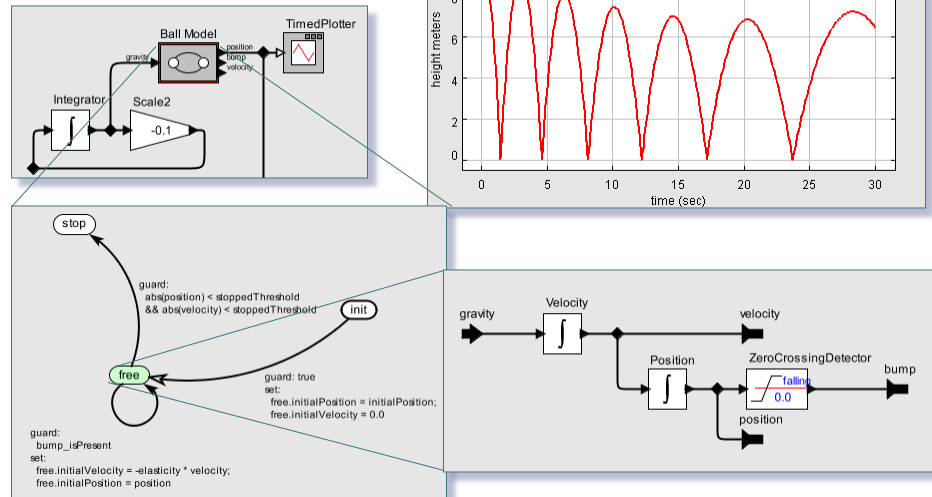 TimedPlotter
Ball Model
position
bump
velocity
gravity
Integrator
Scale2
∫
-0.1
height meters
6
4
2
0
0 5 10 15 20 25 30
time (sec)
stop
guard:
abs(position) < stoppedThreshold
&& abs(velocity) < stoppedThreshold
init
free
guard: true
set:
free.initialPosition = initialPosition;
free.initialVelocity = 0.0
guard:
bump_isPresent
set:
free.initialVelocity = -elasticity * velocity;
free.initialPosition = position
gravity
Velocity
∫
velocity
Position
∫
ZeroCrossingDetector
falling
0.0
bump
position